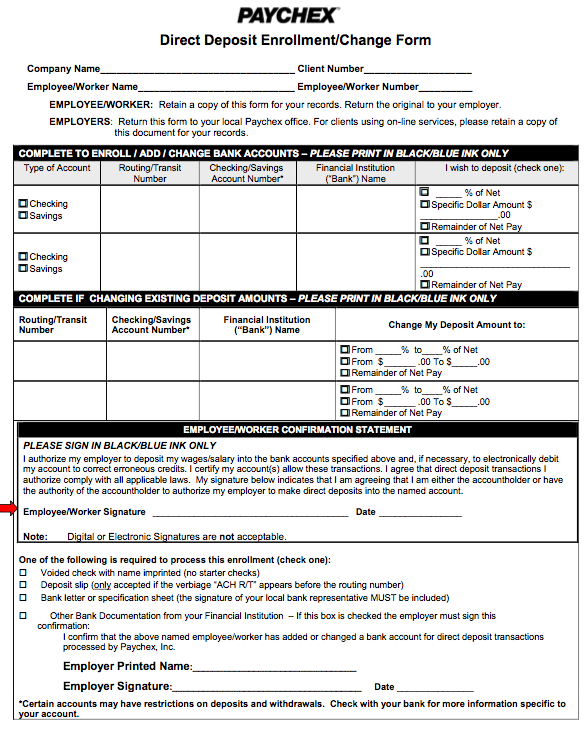 PAYCHEX
Direct Deposit Enrollment/Change Form
Company Name______________________________________ Client Number____________________
Employee/Worker Name______________________________ Employee/Worker Number__________
EMPLOYEE/WORKER: Retain a copy of this form for your records. Return the original to your employer.
EMPLOYERS: Return this form to your local Paychex office. For clients using on-line services, please retain a copy of
this document for your records.
COMPLETE TO ENROLL / ADD / CHANGE BANK ACCOUNTS – PLEASE PRINT IN BLACK/BLUE INK ONLY
Type of Account Routing/Transit Checking/Savings Financial Institution I wish to deposit (check one):
Number Account Number* ("Bank") Name
☐ _____ % of Net
☐ Checking ☐ Specific Dollar Amount $
☐ Savings ________________.00
☐ Remainder of Net Pay
☐ _____ % of Net
☐ Checking ☐ Specific Dollar Amount $
☐ Savings ______________________________
.00
☐ Remainder of Net Pay
COMPLETE IF CHANGING EXISTING DEPOSIT AMOUNTS – PLEASE PRINT IN BLACK/BLUE INK ONLY
Routing/Transit Checking/Savings Financial Institution Change My Deposit Amount to:
Number Account Number* ("Bank") Name
☐ From _____% to____% of Net
☐ From $______ .00 To $_____.00
☐ Remainder of Net Pay
☐ From _____% to____% of Net
☐ From $______ .00 To $_____.00
☐ Remainder of Net Pay
EMPLOYEE/WORKER CONFIRMATION STATEMENT
PLEASE SIGN IN BLACK/BLUE INK ONLY
I authorize my employer to deposit my wages/salary into the bank accounts specified above and, if necessary, to electronically debit
my account to correct erroneous credits. I certify my account(s) allow these transactions. I agree that direct deposit transactions I
authorize comply with all applicable laws. My signature below indicates that I am agreeing that I am either the accountholder or have
the authority of the accountholder to authorize my employer to make direct deposits into the named account.
Employee/Worker Signature ______________________________________ Date ________________
Note: Digital or Electronic Signatures are not acceptable.
One of the following is required to process this enrollment (check one):
☐ Voided check with name imprinted (no starter checks)
☐ Deposit slip (only accepted if the verbiage "ACH R/T" appears before the routing number)
☐ Bank letter or specification sheet (the signature of your local bank representative MUST be included)
☐ Other Bank Documentation from your Financial Institution – If this box is checked the employer must sign this
confirmation:
I confirm that the above named employee/worker has added or changed a bank account for direct deposit transactions
processed by Paychex, Inc.
Employer Printed Name:______________________________
Employer Signature:__________________________________ Date ______________
*Certain accounts may have restrictions on deposits and withdrawals. Check with your bank for more information specific to
your account.